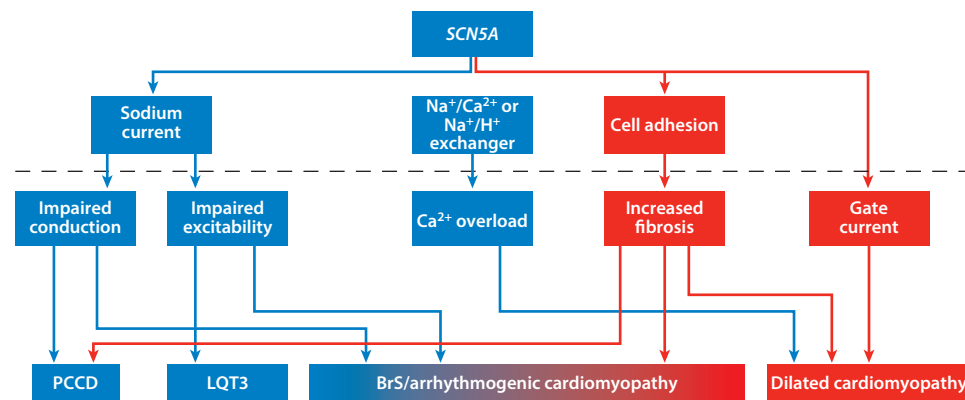 SCN5A
Sodium
current
Na⁺/Ca²⁺ or
Na⁺/H⁺
exchanger
Cell adhesion
Impaired
conduction
Impaired
excitability
Ca²⁺ overload
Increased
fibrosis
Gate
current
PCCD
LQT3
BrS/arrhythmogenic cardiomyopathy
Dilated cardiomyopathy